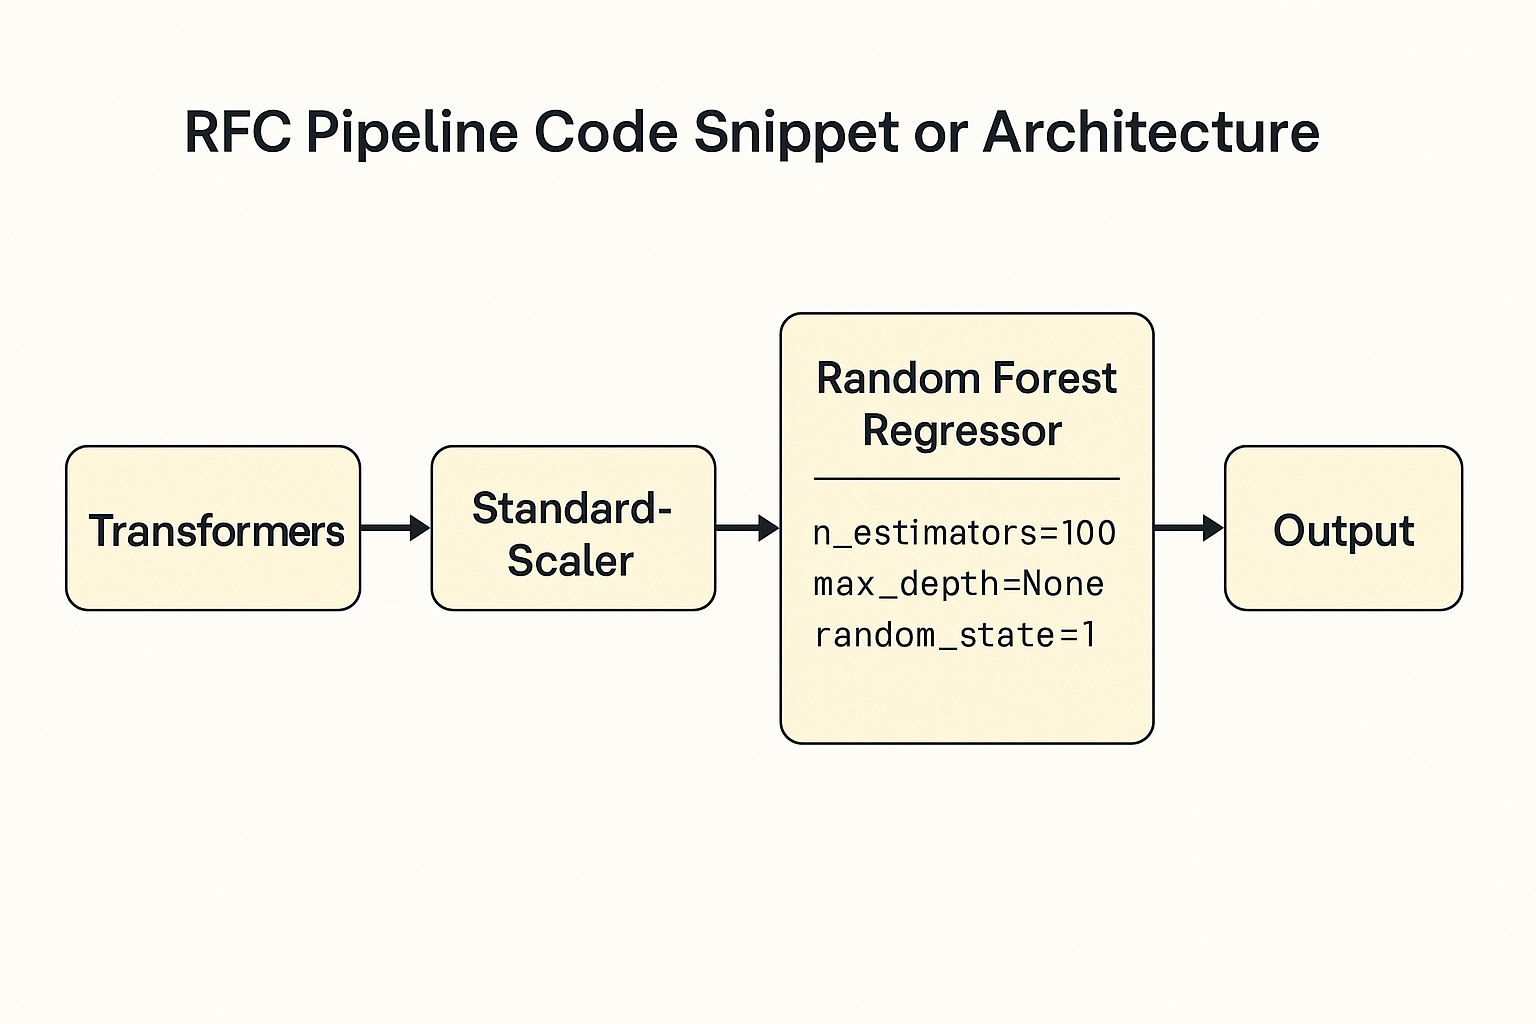 RFC Pipeline Code Snippet or Architecture
Transformers
Standard-
Scaler
Random Forest
Regressor
n_estimators=100
max_depth=None
random_state=1
Output